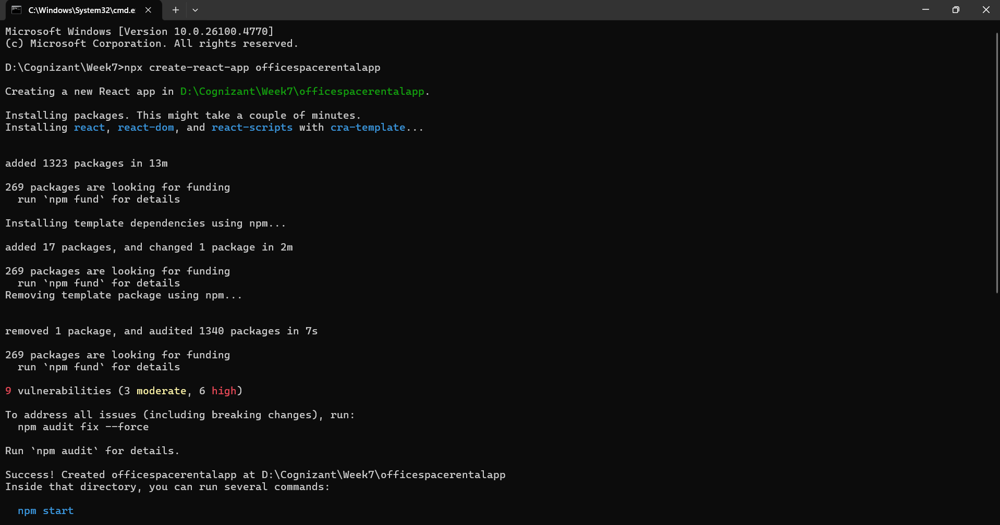 C:\Windows\System32\cmd.e
Microsoft Windows [Version 10.0.26100.4770]
(c) Microsoft Corporation. All rights reserved.
D:\Cognizant\Week7>npx create-react-app officespacerentalapp
Creating a new React app in D:\Cognizant\Week7\officespacerentalapp.
Installing packages. This might take a couple of minutes.
Installing react, react-dom, and react-scripts with cra-template...
added 1323 packages in 13m
269 packages are looking for funding
  run `npm fund` for details
Installing template dependencies using npm...
added 17 packages, and changed 1 package in 2m
269 packages are looking for funding
  run `npm fund` for details
Removing template package using npm...
removed 1 package, and audited 1340 packages in 7s
269 packages are looking for funding
  run `npm fund` for details
9 vulnerabilities (3 moderate, 6 high)
To address all issues (including breaking changes), run:
  npm audit fix --force
Run `npm audit` for details.
Success! Created officespacerentalapp at D:\Cognizant\Week7\officespacerentalapp
Inside that directory, you can run several commands:
  npm start